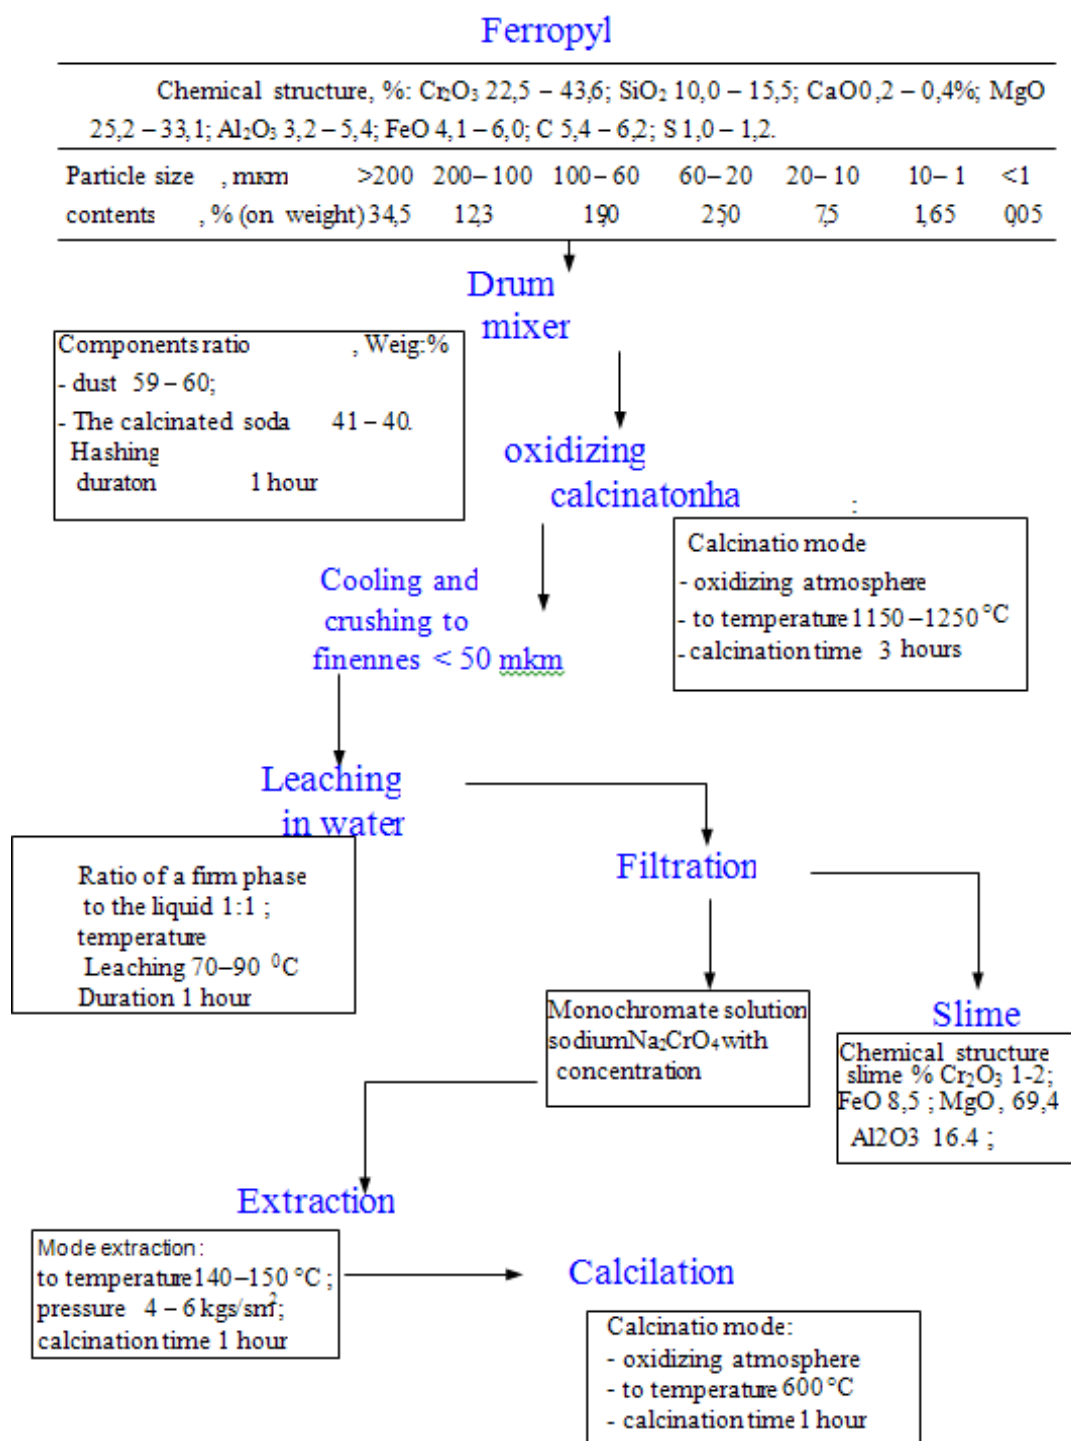 Ferropyl
Chemical structure, %: Cr₂O₃ 22,5 – 43,6; SiO₂ 10,0 – 15,5; CaO0,2 – 0,4%; MgO
25,2 – 33,1; Al₂O₃ 3,2 – 5,4; FeO 4,1 – 6,0; C 5,4 – 6,2; S 1,0 – 1,2.
Particle size , мкm >200 200–100 100–60 60–20 20–10 10–1 <1
contents , % (on weight) 34,5 12,3 19,0 25,0 7,5 1,65 0,05
Drum
mixer
Components ratio , Weig:%
- dust 59 – 60;
- The calcinated soda 41 – 40.
Hashing
duraton 1 hour
oxidizing
calcinatonha
:
Calcinatio mode
- oxidizing atmosphere
- to temperature 1150 –1250 °C
- calcination time 3 hours
Cooling and
crushing to
finennes < 50 mkm
Leaching
in water
Ratio of a firm phase
to the liquid 1:1 ;
temperature
Leaching 70–90 ⁰C
Duration 1 hour
Filtration
Monochromate solution
sodiumNa₂CrO₄ with
concentration
Slime
Chemical structure
slime % Cr₂O₃ 1-2;
FeO 8,5 ; MgO, 69,4
Al2O3 16.4 ;
Extraction
Mode extraction:
to temperature 140–150 °C ;
pressure 4 – 6 kgs/sm²;
calcination time 1 hour
Calcilation
Calcinatio mode:
- oxidizing atmosphere
- to temperature 600 °C
- calcination time 1 hour